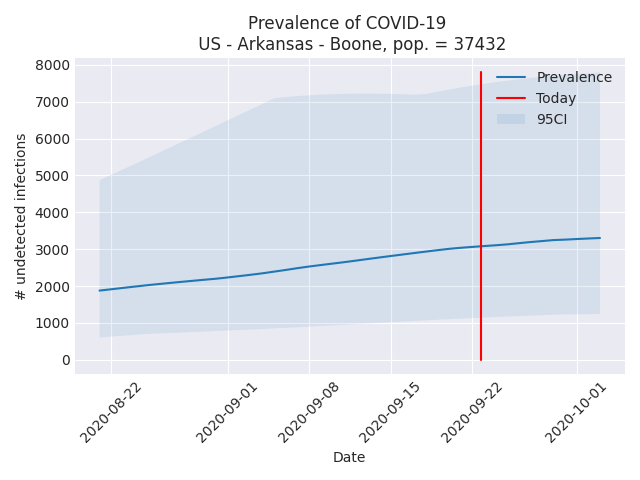 Prevalence of COVID-19
US - Arkansas - Boone, pop. = 37432
# undetected infections
8000
7000
6000
5000
4000
3000
2000
1000
0
Prevalence
Today
95CI
2020-08-22
2020-09-01
2020-09-08
2020-09-15
2020-09-22
2020-10-01
Date